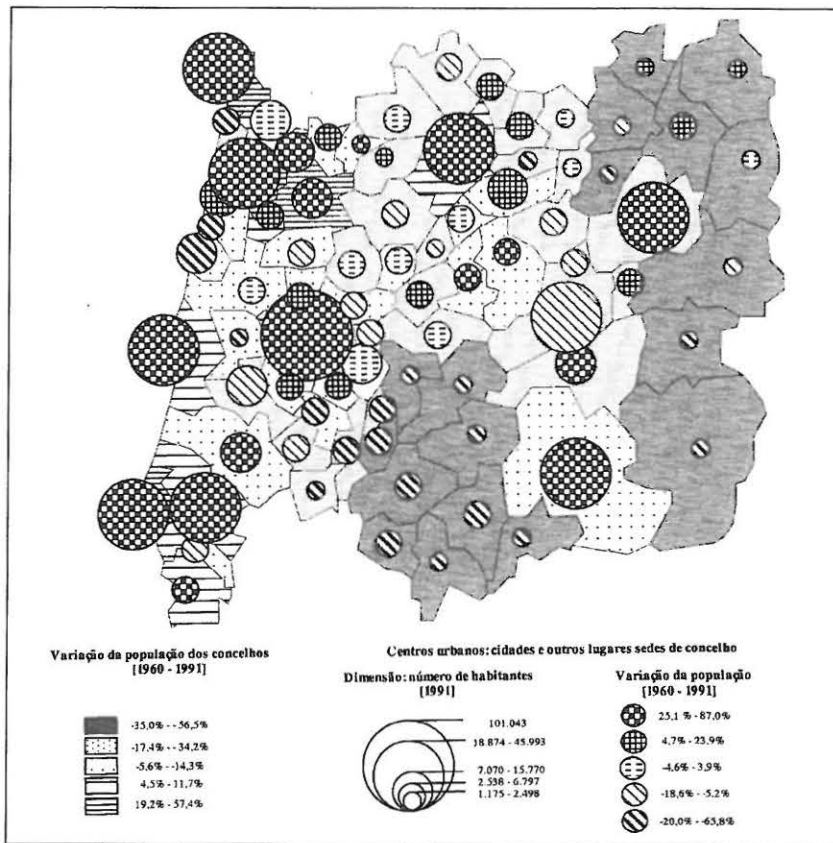 Variação da população dos concelhos
[1960 - 1991]
-35,0% - -56,5%
-17,4% - -34,2%
-5,6% - -14,3%
4,5% - 11,7%
19,2% - 57,4%
Centros urbanos: cidades e outros lugares sedes de concelho
Dimensão: número de habitantes
[1991]
101.043
18.874 - 45.993
7.070 - 15.770
2.538 - 6.797
1.175 - 2.498
Variação da população
[1960 - 1991]
25,1 % - 87,0%
4,7% - 23,9%
-4.6% - 3,9%
-18,6% - -5.2%
-20,0% - -65,8%